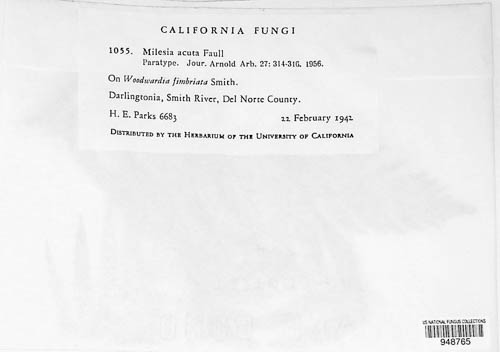 CALIFORNIA FUNGI
1055. Milesia acuta Faull
Paratype. Jour. Arnold Arb. 27: 314-316. 1956.
On Woodwardia fimbriata Smith.
Darlingtonia, Smith River, Del Norte County.
H. E. Parks 6683 22 February 1942
Distributed by the Herbarium of the University of California
US NATIONAL FUNGUS COLLECTIONS
948765